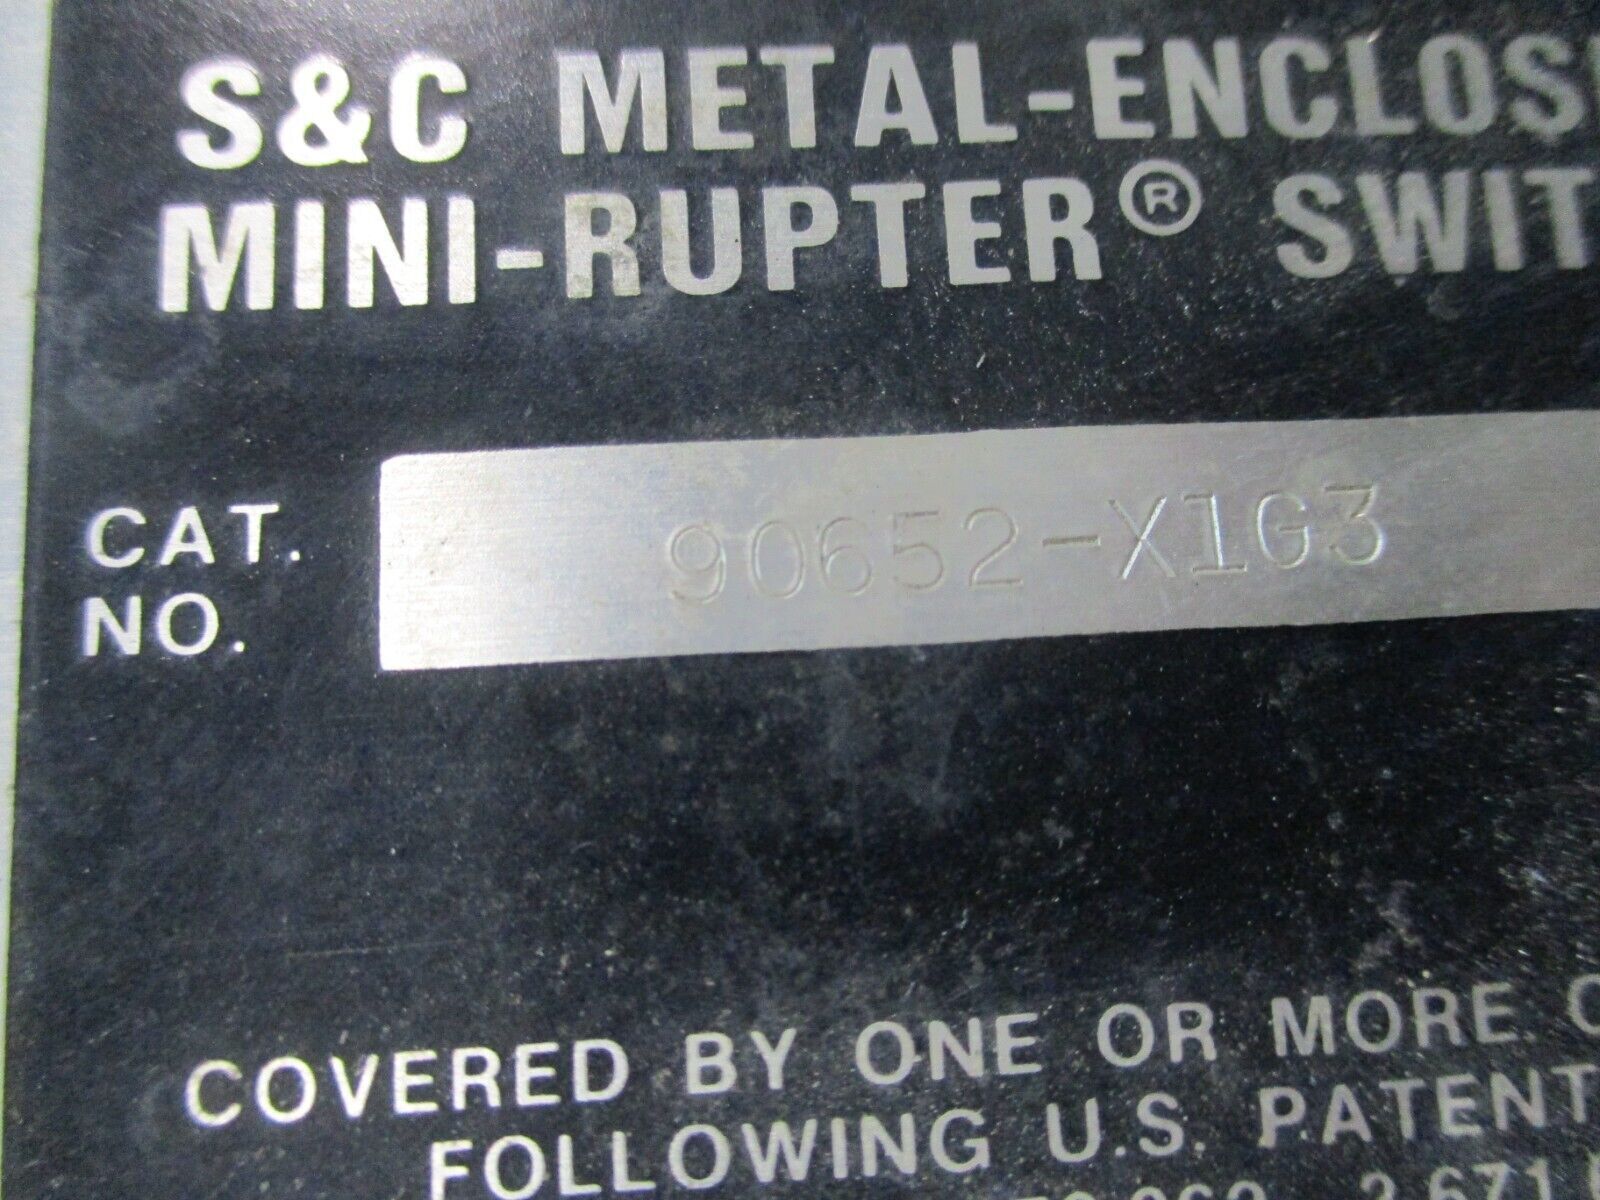 S&C METAL-ENCLOS
MINI-RUPTER® SWIT
CAT. NO. 90652-X1G3
COVERED BY ONE OR MORE
FOLLOWING U.S. PATENT